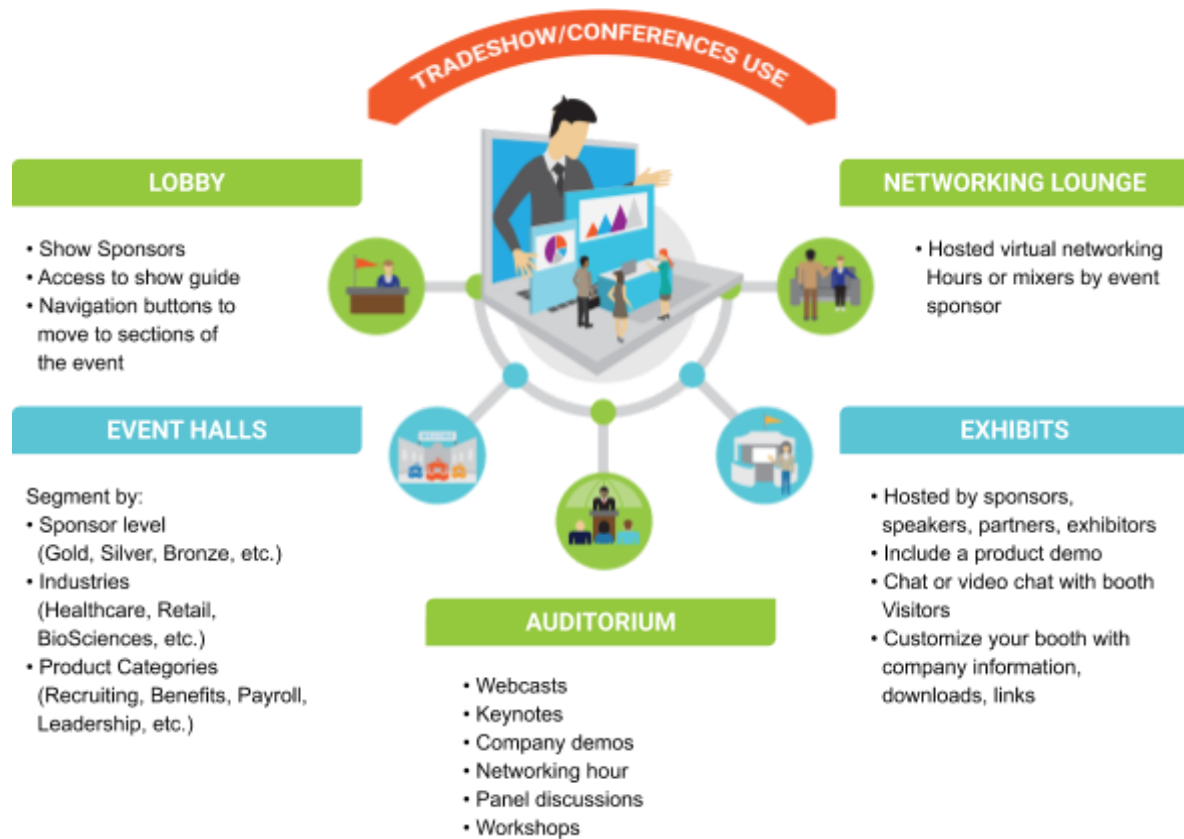 TRADESHOW/CONFERENCES USE
LOBBY
• Show Sponsors
• Access to show guide
• Navigation buttons to
move to sections of
the event
NETWORKING LOUNGE
• Hosted virtual networking
Hours or mixers by event
sponsor
EVENT HALLS
Segment by:
• Sponsor level
(Gold, Silver, Bronze, etc.)
• Industries
(Healthcare, Retail,
BioSciences, etc.)
• Product Categories
(Recruiting, Benefits, Payroll,
Leadership, etc.)
AUDITORIUM
• Webcasts
• Keynotes
• Company demos
• Networking hour
• Panel discussions
• Workshops
EXHIBITS
• Hosted by sponsors,
speakers, partners, exhibitors
• Include a product demo
• Chat or video chat with booth
Visitors
• Customize your booth with
company information,
downloads, links